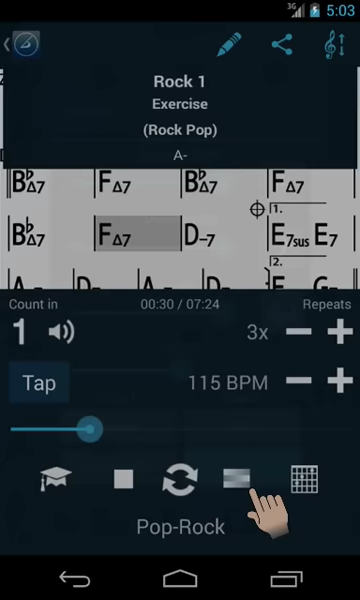 3G 5:03
Rock 1
Exercise
(Rock Pop)
A-
B♭Δ7 FΔ7 B♭Δ7 FΔ7
1.
B♭Δ7 FΔ7 D–7 E7sus E7
2.
Count in 00:30 / 07:24 Repeats
1 3x
Tap 115 BPM
Pop-Rock